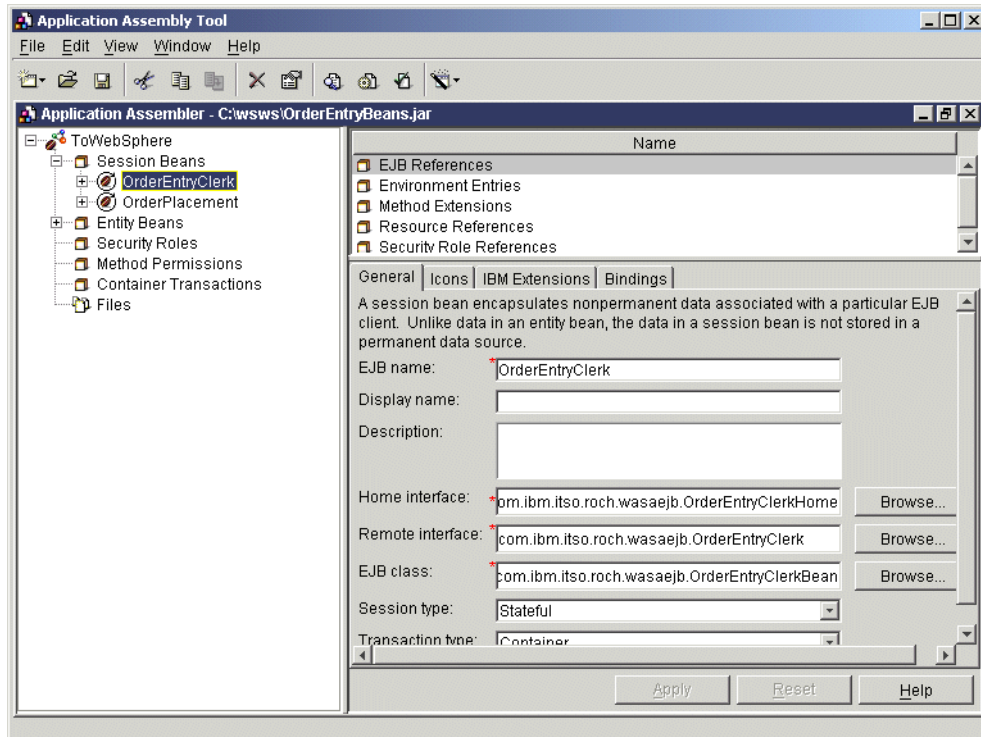 Application Assembly Tool
File Edit View Window Help
Application Assembler - C:\wsws\OrderEntryBeans.jar
ToWebSphere
Session Beans
OrderEntryClerk
OrderPlacement
Entity Beans
Security Roles
Method Permissions
Container Transactions
Files
Name
EJB References
Environment Entries
Method Extensions
Resource References
Security Role References
General Icons IBM Extensions Bindings
A session bean encapsulates nonpermanent data associated with a particular EJB
client. Unlike data in an entity bean, the data in a session bean is not stored in a
permanent data source.
EJB name: *OrderEntryClerk
Display name:
Description:
Home interface: *om.ibm.itso.roch.wasaejb.OrderEntryClerkHome Browse...
Remote interface: *com.ibm.itso.roch.wasaejb.OrderEntryClerk Browse...
EJB class: *com.ibm.itso.roch.wasaejb.OrderEntryClerkBean Browse...
Session type: Stateful
Transaction type: Container
Apply Reset Help